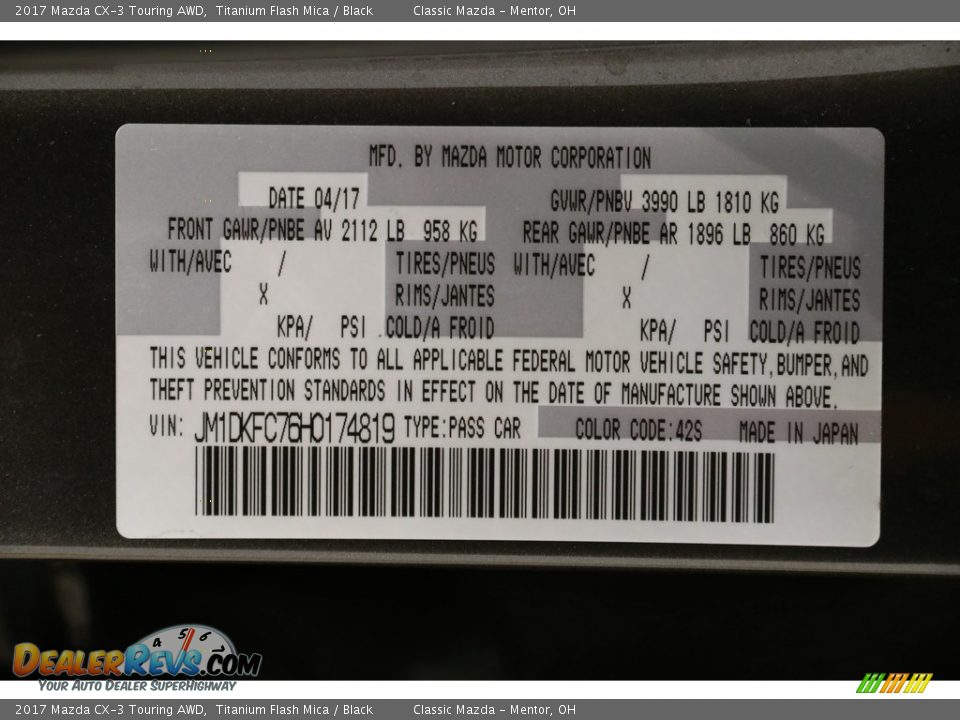 2017 Mazda CX-3 Touring AWD, Titanium Flash Mica / Black Classic Mazda - Mentor, OH
MFD. BY MAZDA MOTOR CORPORATION
DATE 04/17 GVWR/PNBV 3990 LB 1810 KG
FRONT GAWR/PNBE AV 2112 LB 958 KG REAR GAWR/PNBE AR 1896 LB 860 KG
WITH/AVEC / TIRES/PNEUS WITH/AVEC / TIRES/PNEUS
X RIMS/JANTES X RIMS/JANTES
KPA/ PSI COLD/A FROID KPA/ PSI COLD/A FROID
THIS VEHICLE CONFORMS TO ALL APPLICABLE FEDERAL MOTOR VEHICLE SAFETY, BUMPER, AND
THEFT PREVENTION STANDARDS IN EFFECT ON THE DATE OF MANUFACTURE SHOWN ABOVE.
VIN: JM1DKFC76H0174819 TYPE:PASS CAR COLOR CODE:42S MADE IN JAPAN
4 5 6
DEALERREVS.COM
YOUR AUTO DEALER SUPERHIGHWAY
2017 Mazda CX-3 Touring AWD, Titanium Flash Mica / Black Classic Mazda - Mentor, OH